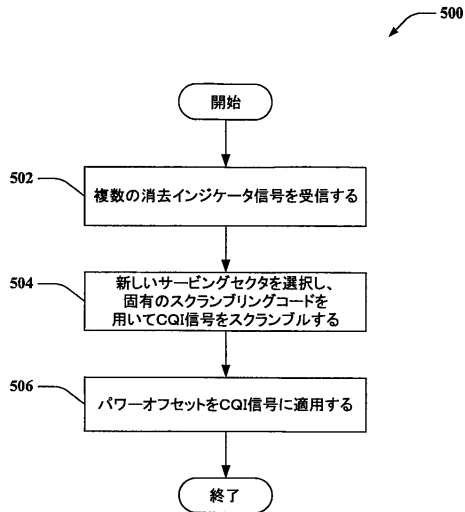 500
開始
502
複数の消去インジケータ信号を受信する
504
新しいサービングセクタを選択し、
固有のスクランブリングコードを
用いてCQI信号をスクランブルする
506
パワーオフセットをCQI信号に適用する
終了